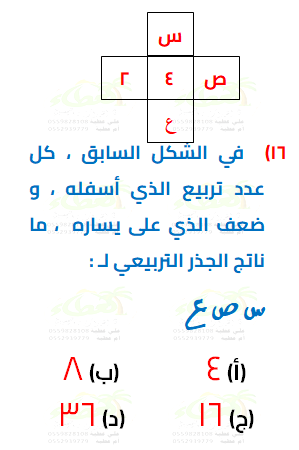 س
ص ٤ ٢
ع
١٦) في الشكل السابق ، كل
عدد تربيع الذي أسفله ، و
ضعف الذي على يساره ، ما
ناتج الجذر التربيعي لـ :
س ص ع
(أ) ٤ (ب) ٨
(ج) ١٦ (د) ٣٦